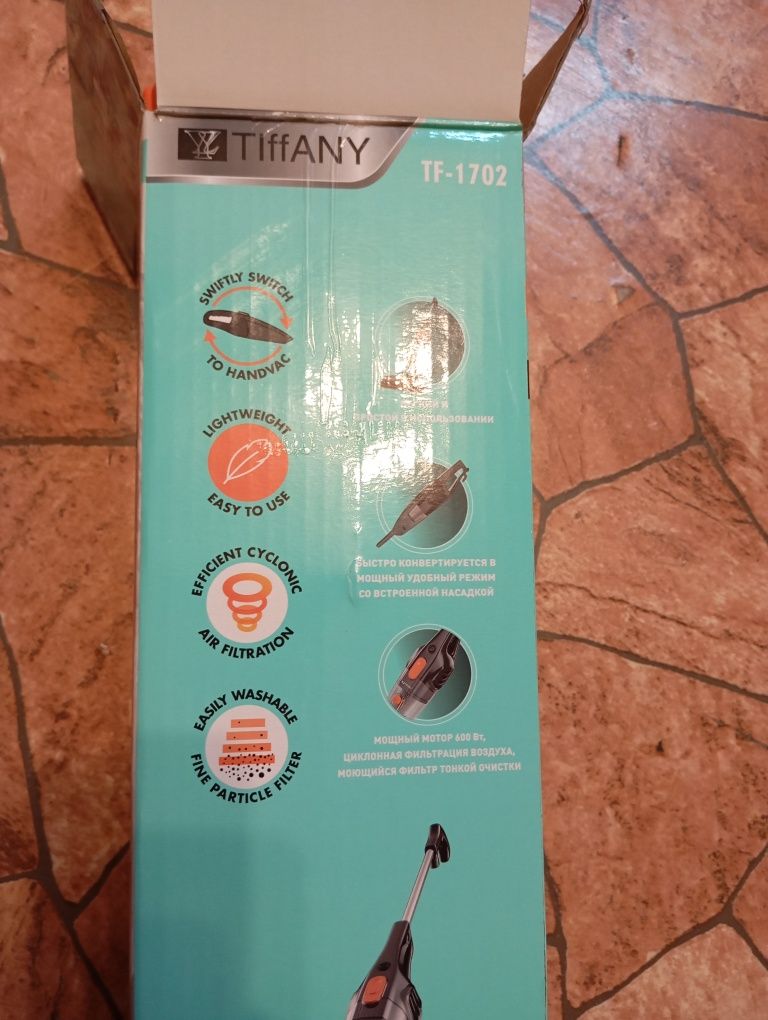 TiffANY
TF-1702
SWIFTLY SWITCH
TO HANDVAC
LIGHTWEIGHT
EASY TO USE
EFFICIENT CYCLONIC
AIR FILTRATION
EASILY WASHABLE
FINE PARTICLE FILTER
И
ПРОСТОЙ В ИСПОЛЬЗОВАНИИ
БЫСТРО КОНВЕРТИРУЕТСЯ В
МОЩНЫЙ УДОБНЫЙ РЕЖИМ
СО ВСТРОЕННОЙ НАСАДКОЙ
МОЩНЫЙ МОТОР 600 Вт,
ЦИКЛОННАЯ ФИЛЬТРАЦИЯ ВОЗДУХА,
МОЮЩИЙСЯ ФИЛЬТР ТОНКОЙ ОЧИСТКИ